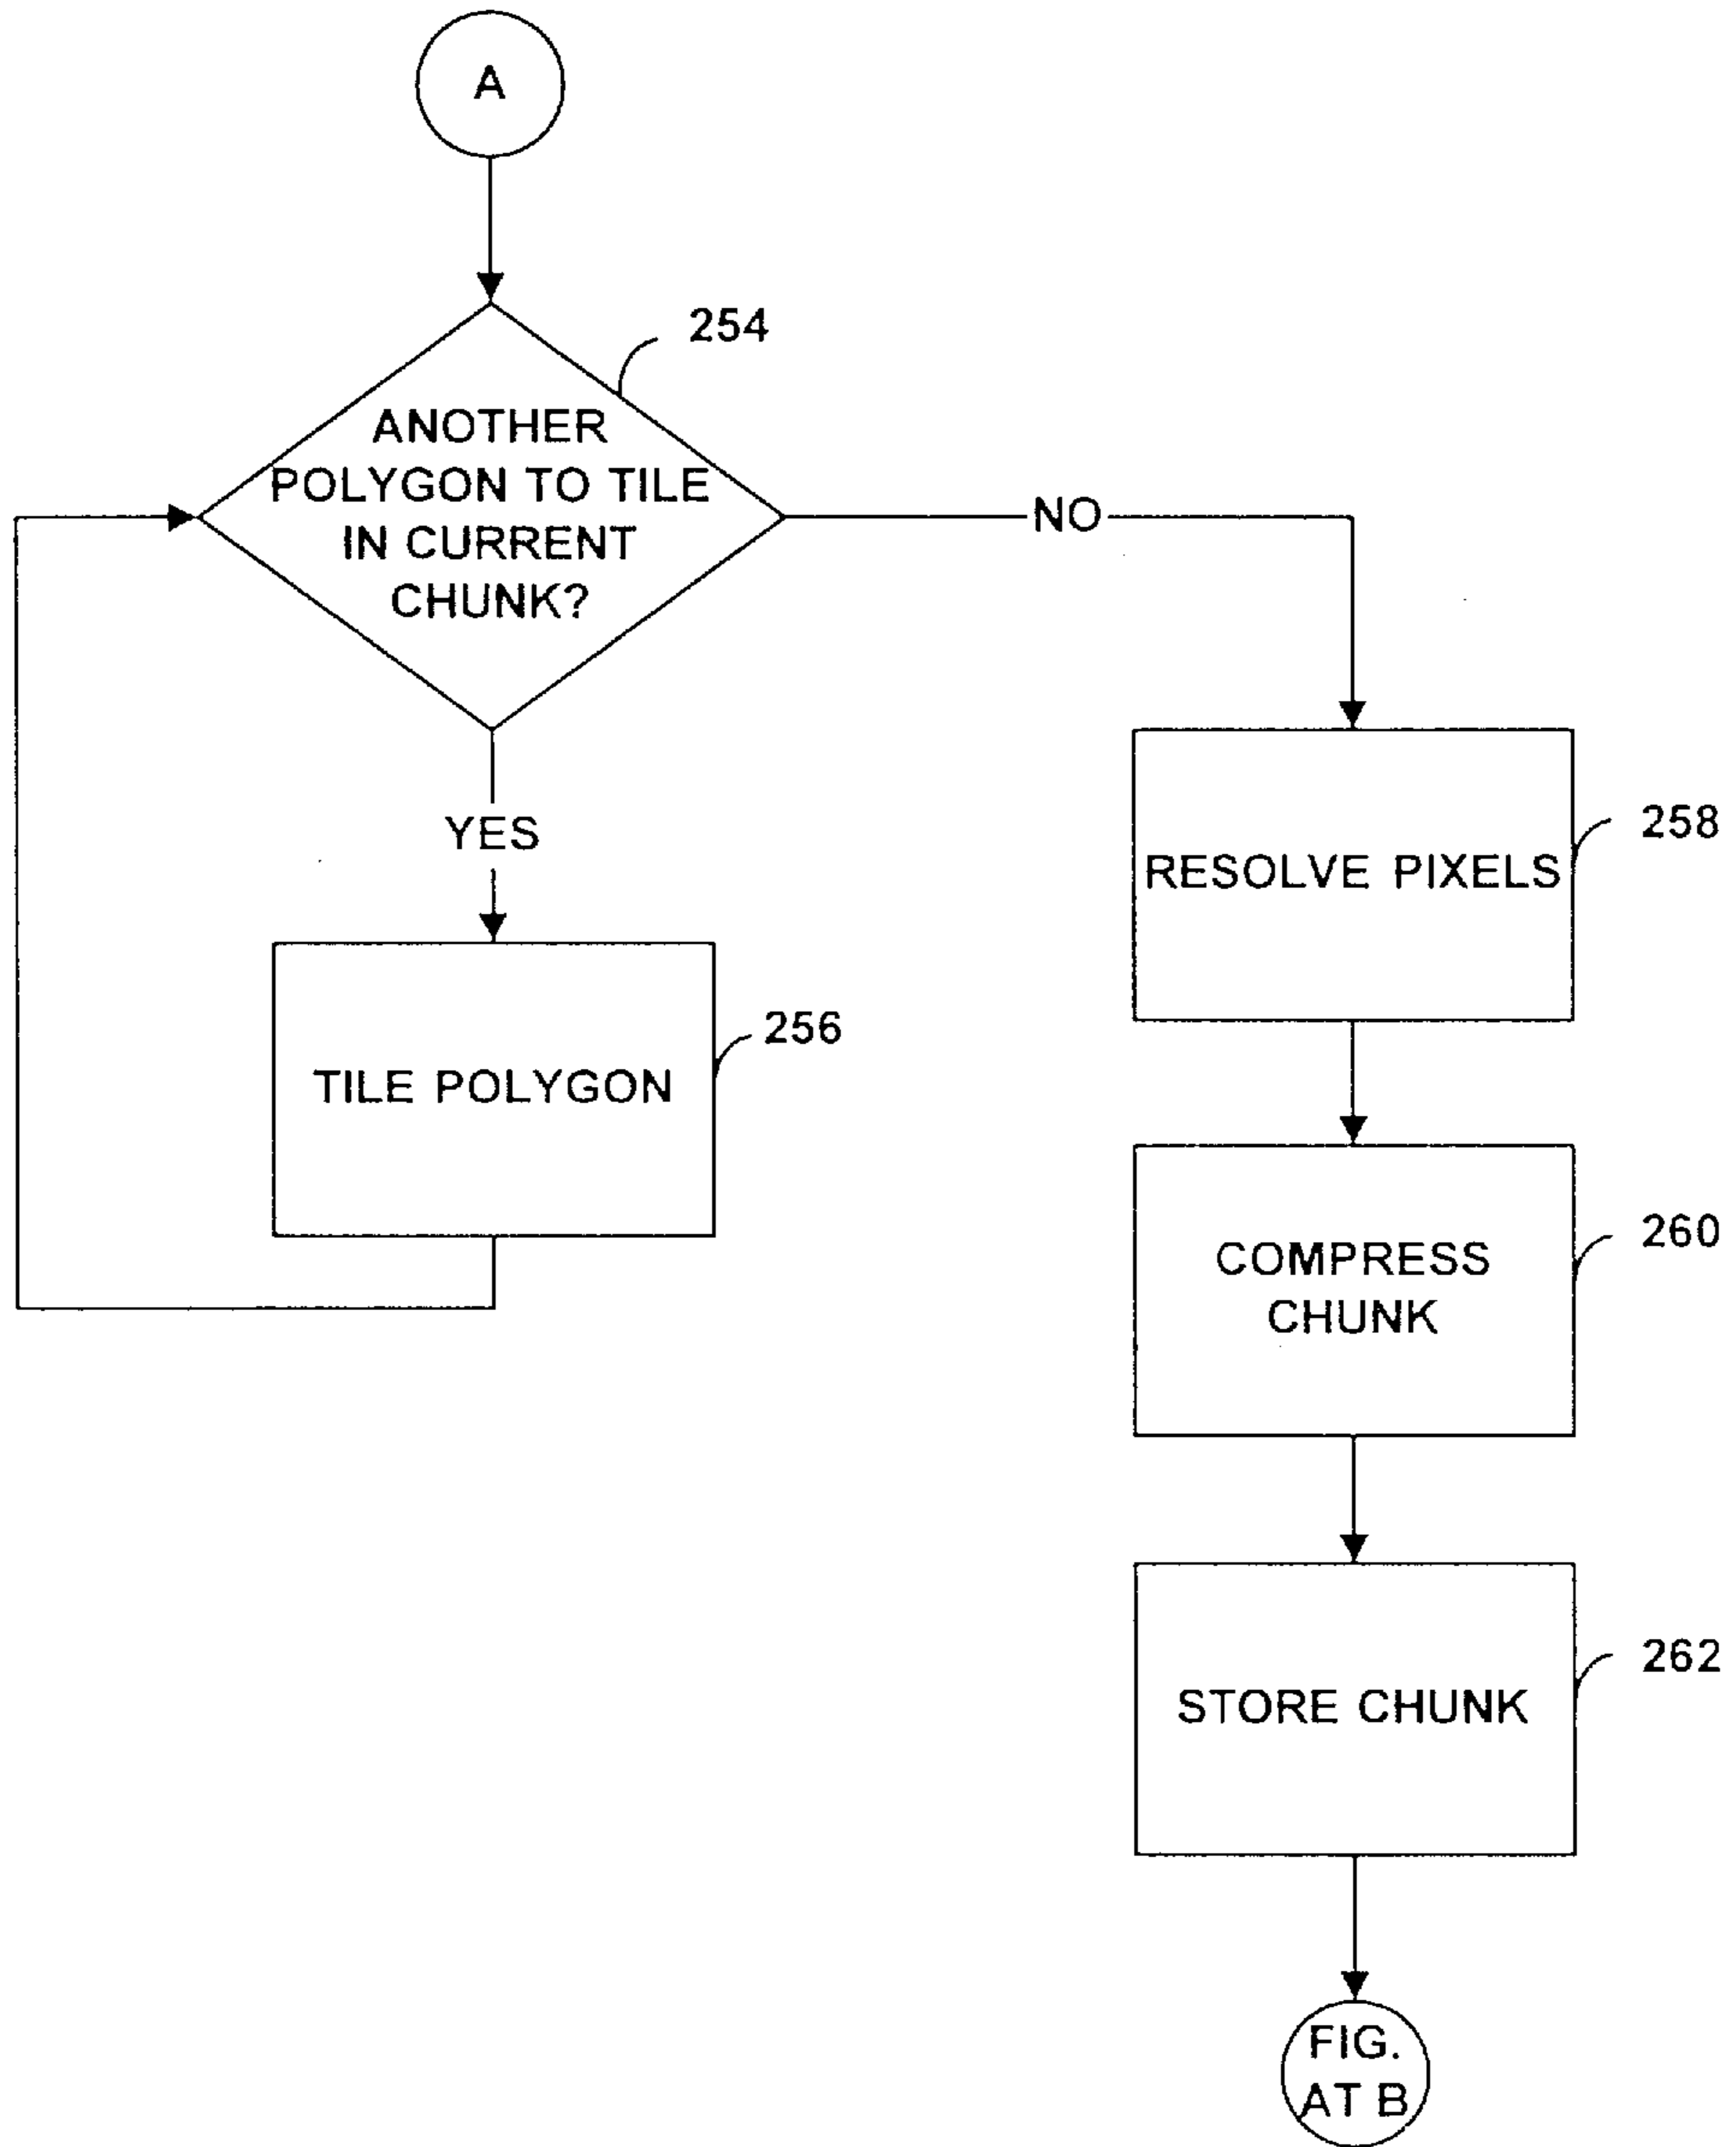 A
254
ANOTHER
POLYGON TO TILE
IN CURRENT
CHUNK?
NO
YES
258
RESOLVE PIXELS
256
TILE POLYGON
260
COMPRESS
CHUNK
262
STORE CHUNK
FIG.
AT B